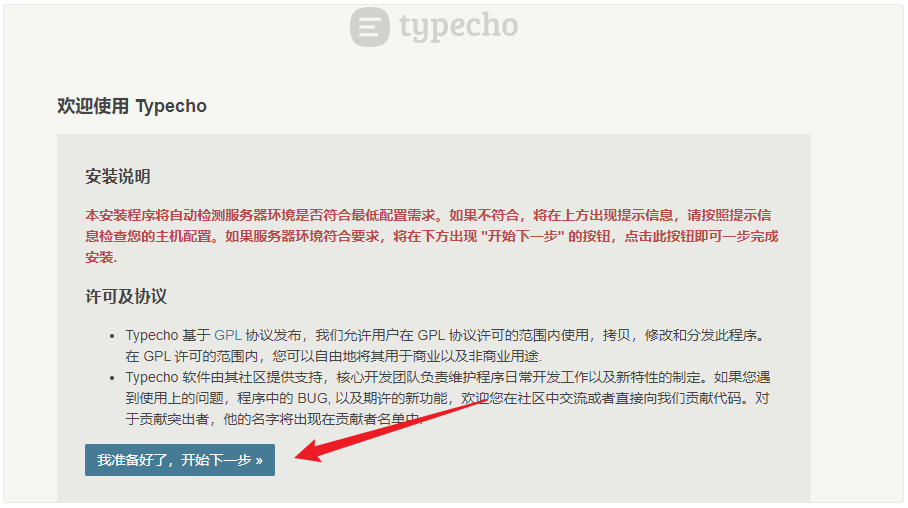 typecho
欢迎使用 Typecho
安装说明
本安装程序将自动检测服务器环境是否符合最低配置需求。如果不符合，将在上方出现提示信息，请按照提示信
息检查您的主机配置。如果服务器环境符合要求，将在下方出现 "开始下一步" 的按钮，点击此按钮即可一步完成
安装.
许可及协议
• Typecho 基于 GPL 协议发布，我们允许用户在 GPL 协议许可的范围内使用，拷贝，修改和分发此程序。
在 GPL 许可的范围内，您可以自由地将其用于商业以及非商业用途.
• Typecho 软件由其社区提供支持，核心开发团队负责维护程序日常开发工作以及新特性的制定。如果您遇
到使用上的问题，程序中的 BUG, 以及期许的新功能，欢迎您在社区中交流或者直接向我们贡献代码。对
于贡献突出者，他的名字将出现在贡献者名单中.
我准备好了，开始下一步 »